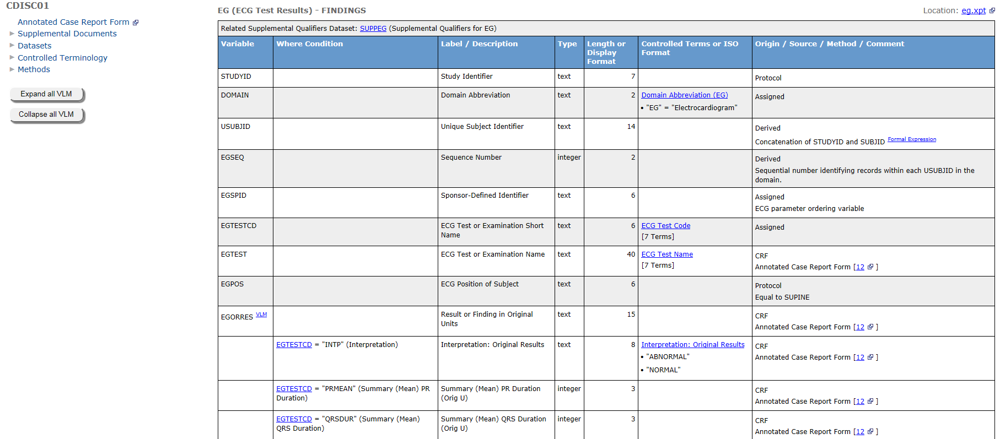 CDISC01
Annotated Case Report Form
Supplemental Documents
Datasets
Controlled Terminology
Methods
Expand all VLM
Collapse all VLM
EG (ECG Test Results) - FINDINGS
Location: eg.xpt
Related Supplemental Qualifiers Dataset: SUPPEG (Supplemental Qualifiers for EG)
Variable Where Condition Label / Description Type Length or Display Format Controlled Terms or ISO Format Origin / Source / Method / Comment
STUDYID Study Identifier text 7 Protocol
DOMAIN Domain Abbreviation text 2 Domain Abbreviation (EG) Assigned
• "EG" = "Electrocardiogram"
USUBJID Unique Subject Identifier text 14 Derived
Concatenation of STUDYID and SUBJID Formal Expression
EGSEQ Sequence Number integer 2 Derived
Sequential number identifying records within each USUBJID in the
domain.
EGSPID Sponsor-Defined Identifier text 6 Assigned
ECG parameter ordering variable
EGTESTCD ECG Test or Examination Short Name text 6 ECG Test Code Assigned
[7 Terms]
EGTEST ECG Test or Examination Name text 40 ECG Test Name CRF
[7 Terms] Annotated Case Report Form [12 ]
EGPOS ECG Position of Subject text 6 Protocol
Equal to SUPINE
EGORRES VLM Result or Finding in Original Units text 15 CRF
Annotated Case Report Form [12 ]
EGTESTCD = "INTP" (Interpretation) Interpretation: Original Results text 8 Interpretation: Original Results CRF
• "ABNORMAL" Annotated Case Report Form [12 ]
• "NORMAL"
EGTESTCD = "PRMEAN" (Summary (Mean) PR Duration) Summary (Mean) PR Duration (Orig U) integer 3 CRF
Annotated Case Report Form [12 ]
EGTESTCD = "QRSDUR" (Summary (Mean) QRS Duration) Summary (Mean) QRS Duration (Orig U) integer 3 CRF
Annotated Case Report Form [12 ]